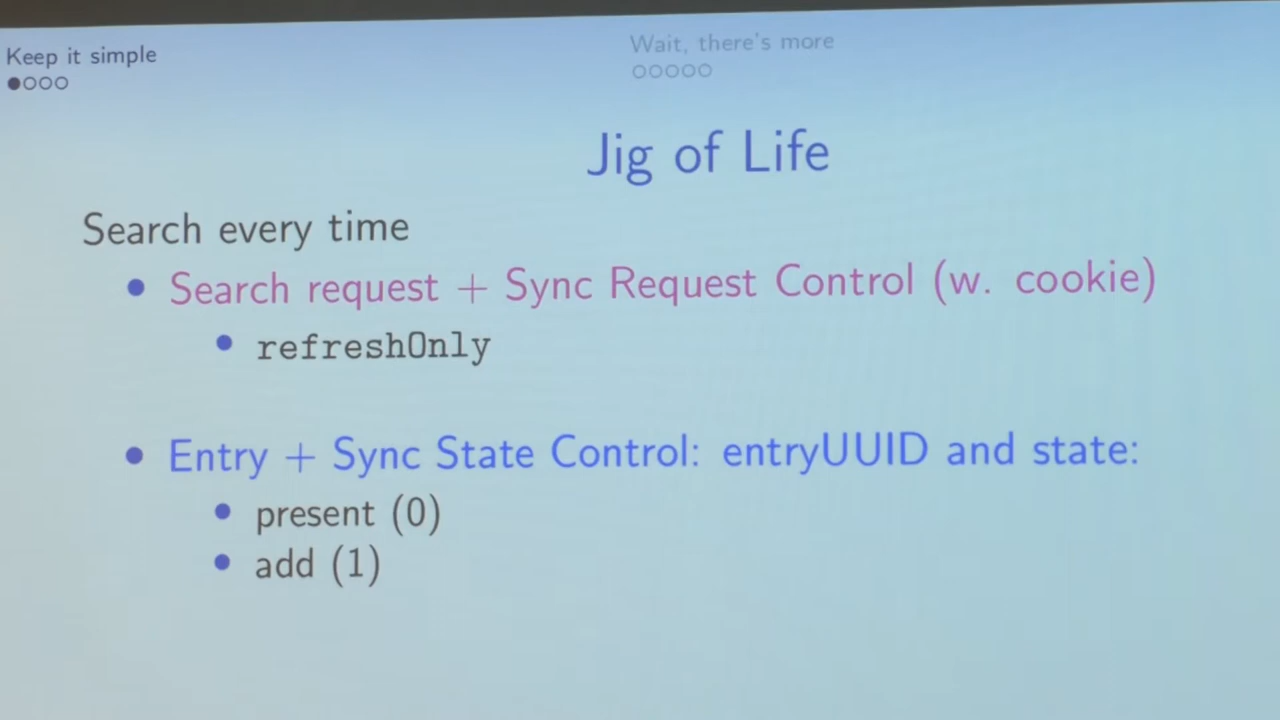 Keep it simple
Wait, there's more
Jig of Life
Search every time
Search request + Sync Request Control (w. cookie)
refreshOnly
Entry + Sync State Control: entryUUID and state:
present (0)
add (1)